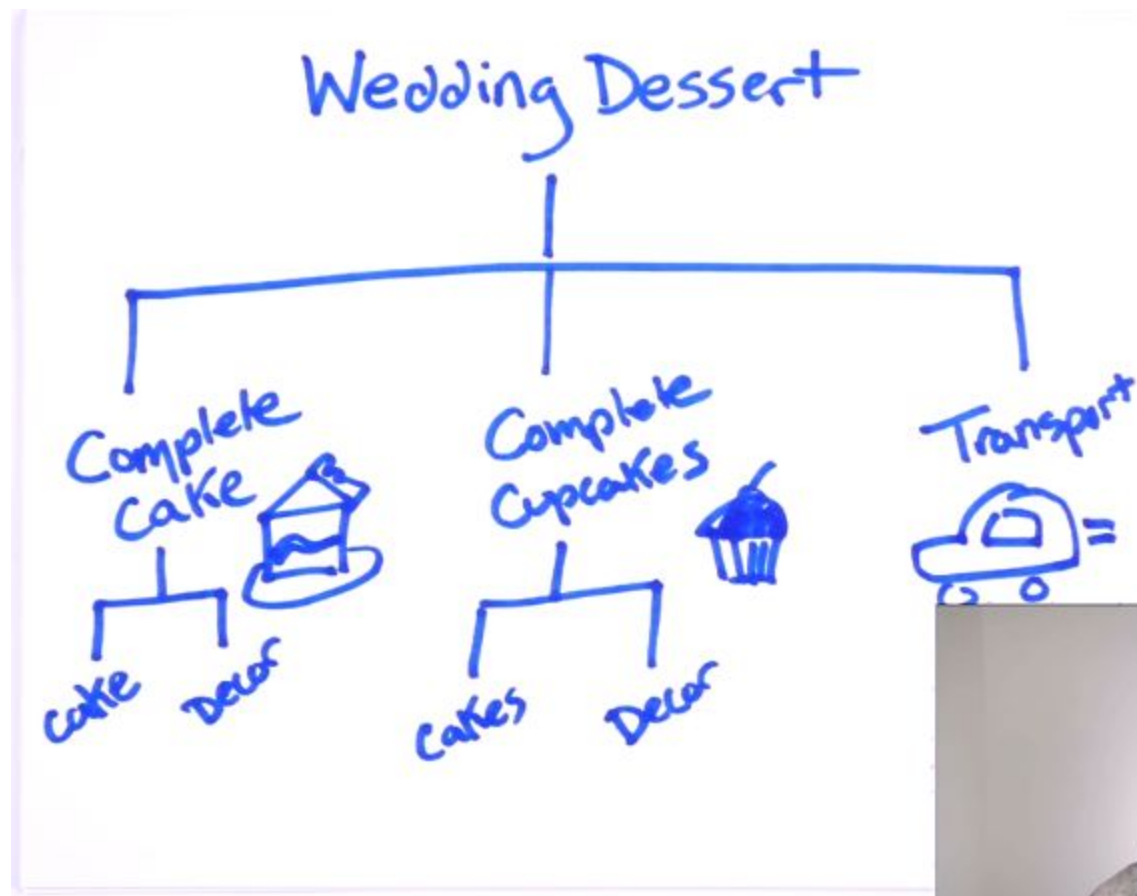 Wedding Dessert
Complete
Cake
Complete
Cupcakes
Transport
Cake
Decor
Cakes
Decor